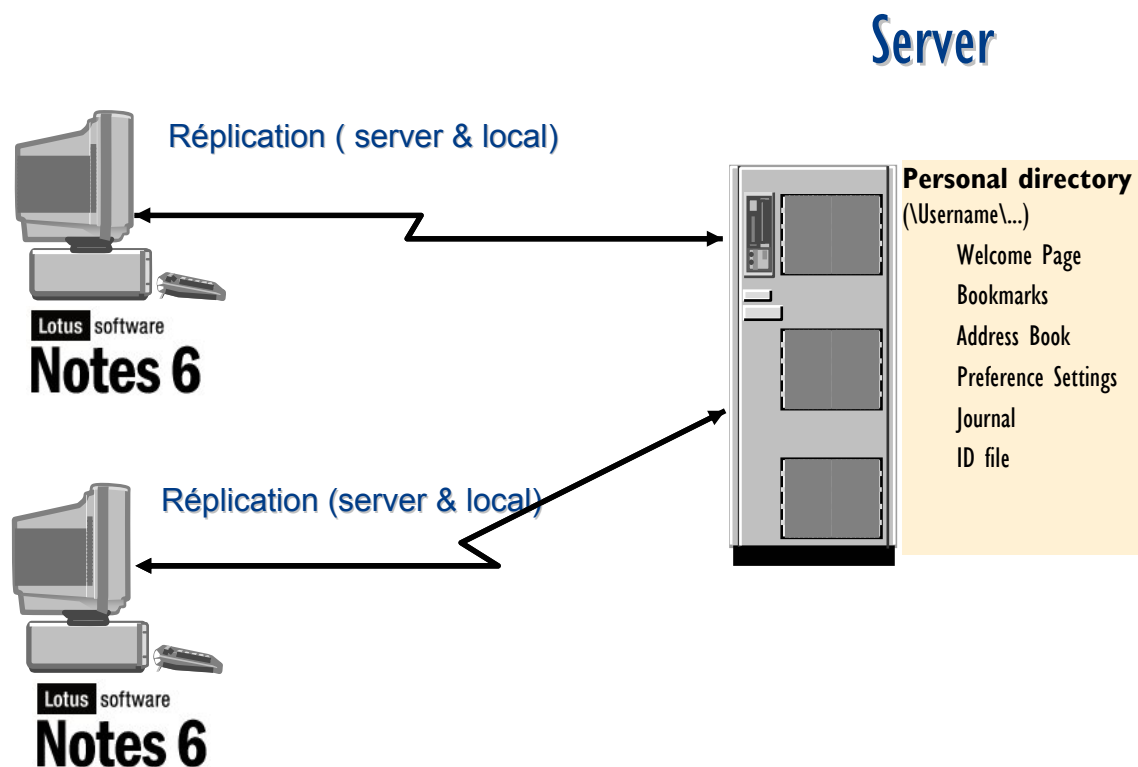 Server
Réplication ( server & local)
Lotus software
Notes 6
Personal directory
(\Username\...)
Welcome Page
Bookmarks
Address Book
Preference Settings
Journal
ID file
Réplication (server & local)
Lotus software
Notes 6